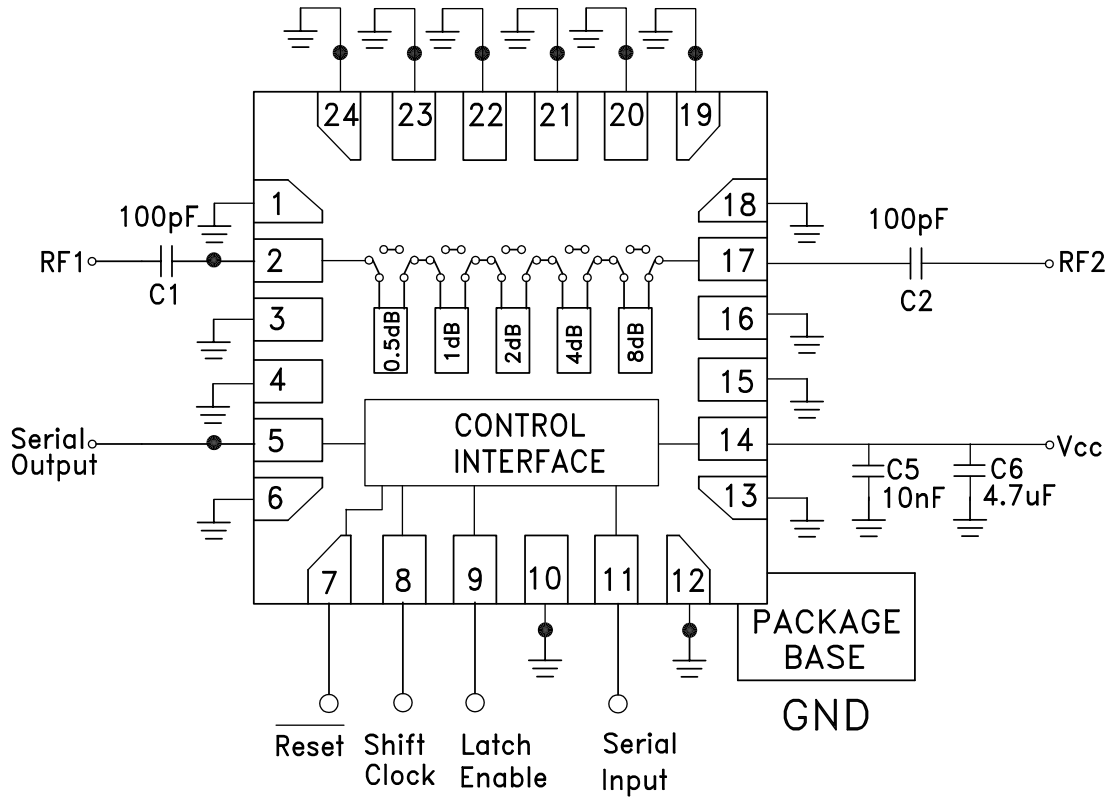 24 23 22 21 20 19
1
18
100pF
100pF
RF1
2
17
RF2
C1
C2
3
16
0.5dB
1dB
2dB
4dB
8dB
4
15
CONTROL
INTERFACE
Serial
Output
5
14
Vcc
C5
10nF
C6
4.7uF
6
13
7 8 9 10 11 12
PACKAGE
BASE
GND
Reset
Shift
Clock
Latch
Enable
Serial
Input